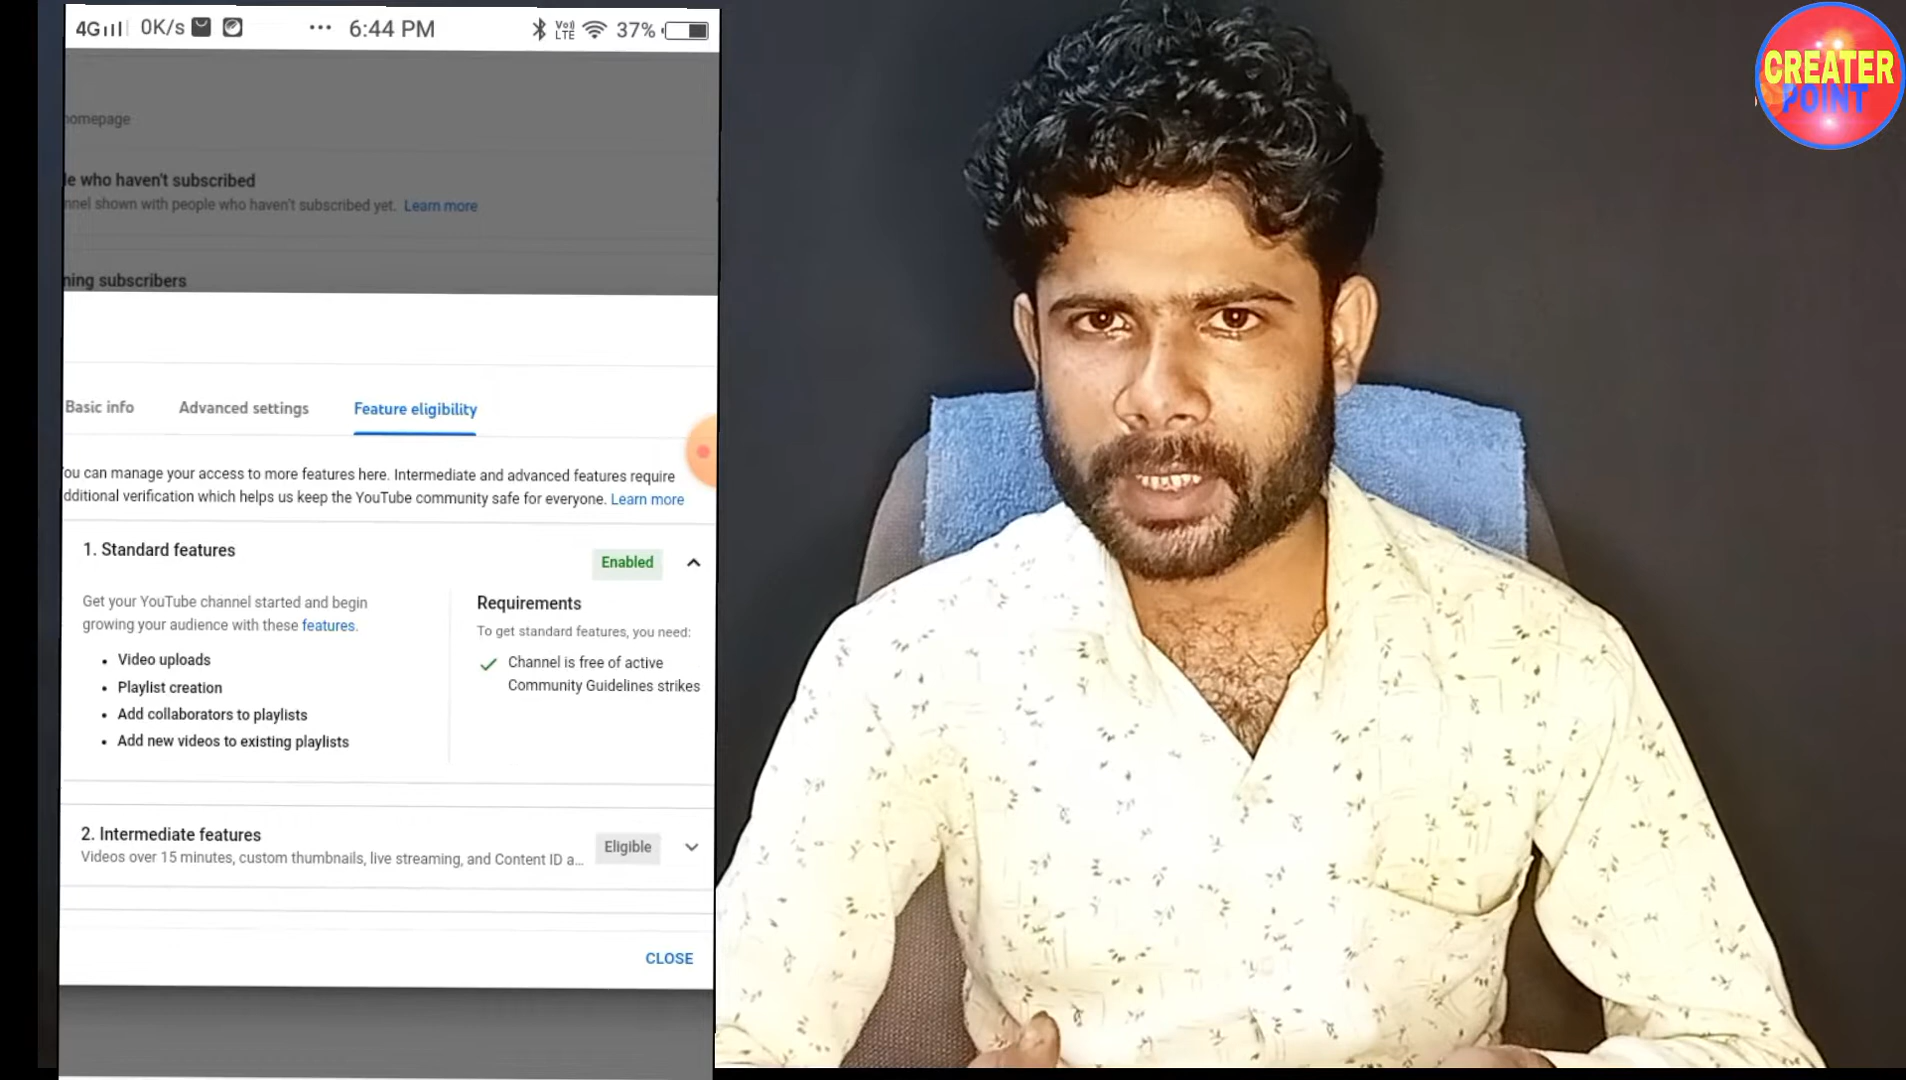 4G 0K/s ... 6:44 PM Vo) LTE 37%
homepage
le who haven't subscribed
nnel shown with people who haven't subscribed yet. Learn more
ning subscribers
Basic info Advanced settings Feature eligibility
ou can manage your access to more features here. Intermediate and advanced features require
dditional verification which helps us keep the YouTube community safe for everyone. Learn more
1. Standard features
Enabled
Get your YouTube channel started and begin
growing your audience with these features.
• Video uploads
• Playlist creation
• Add collaborators to playlists
• Add new videos to existing playlists
Requirements
To get standard features, you need:
Channel is free of active
Community Guidelines strikes
2. Intermediate features
Videos over 15 minutes, custom thumbnails, live streaming, and Content ID a...
Eligible
CLOSE
CREATER
POINT